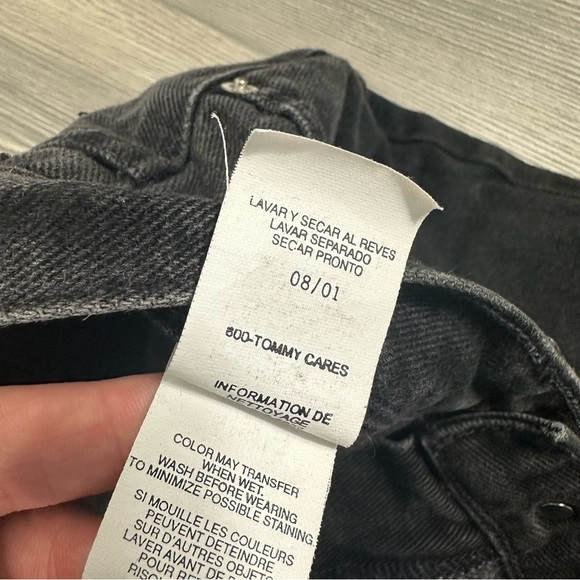 LAVAR Y SECAR AL REVES
LAVAR SEPARADO
SECAR PRONTO
08/01
800-TOMMY CARES
INFORMATION DE
NETTOYAGE
COLOR MAY TRANSFER
WHEN WET.
WASH BEFORE WEARING
TO MINIMIZE POSSIBLE STAINING
SI MOUILLE LES COULEURS
PEUVENT DETEINDRE
SUR D'AUTRES OBJETS
LAVER AVANT DE
POUR RE